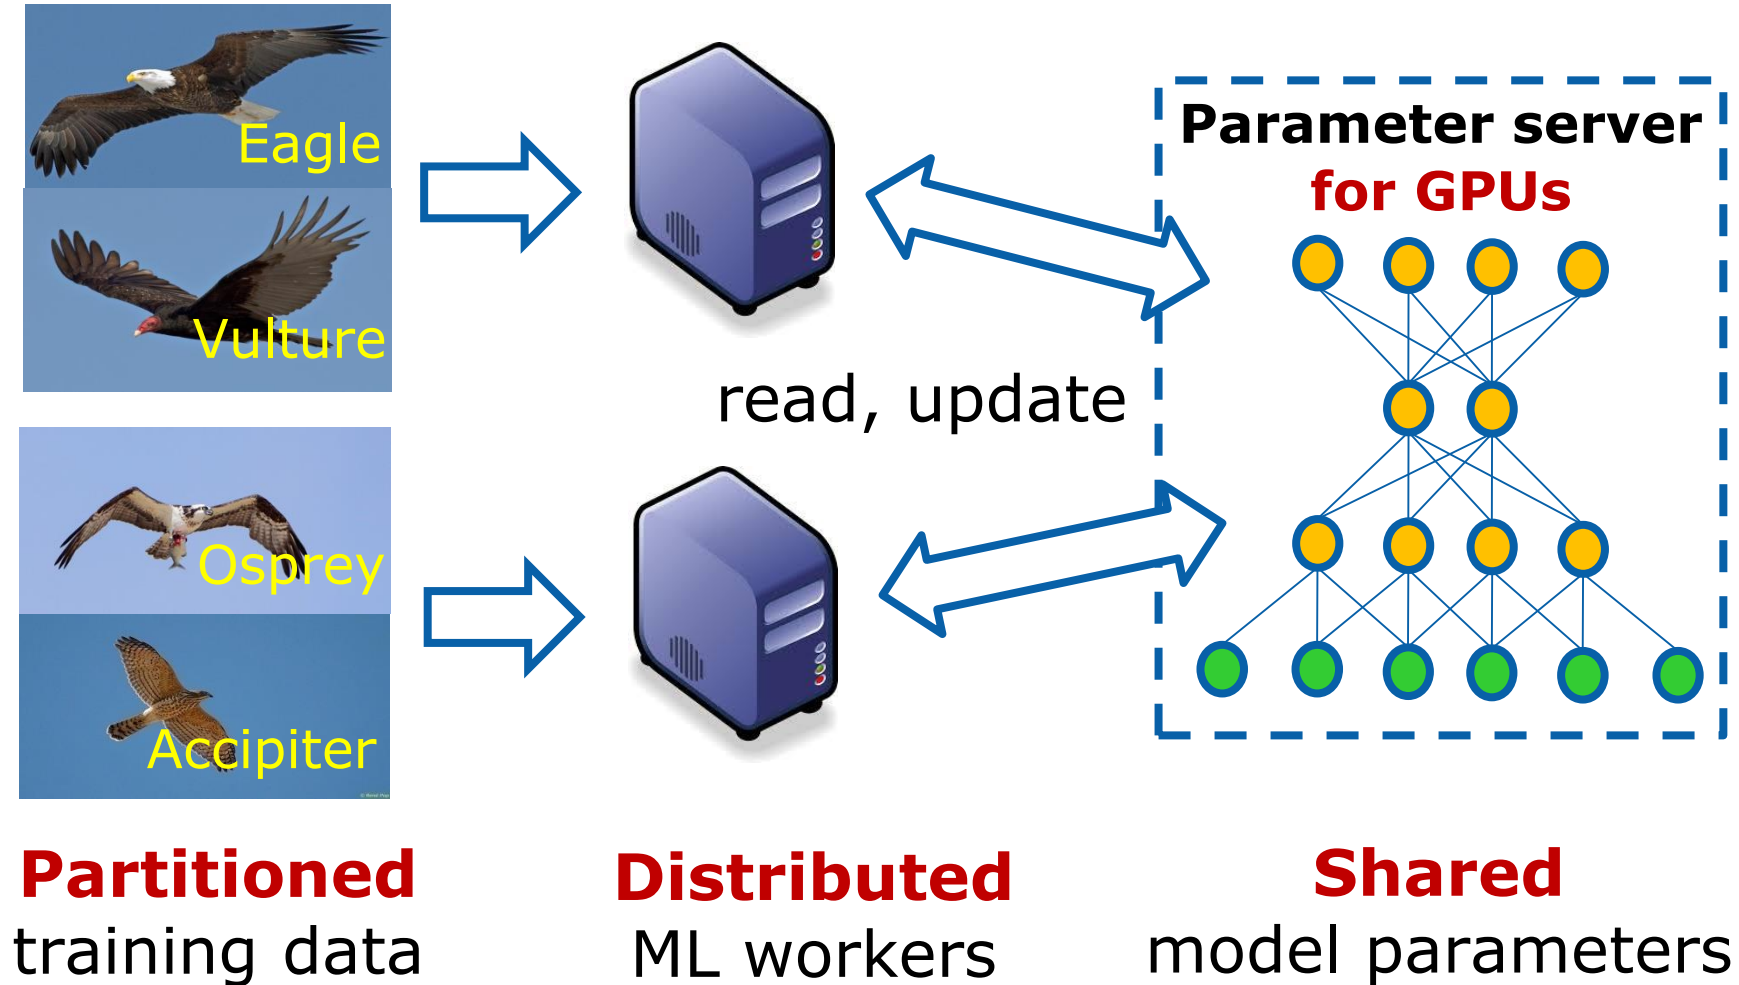 Eagle
Vulture
Osprey
Accipiter
read, update
Parameter server
for GPUs
Partitioned
training data
Distributed
ML workers
Shared
model parameters